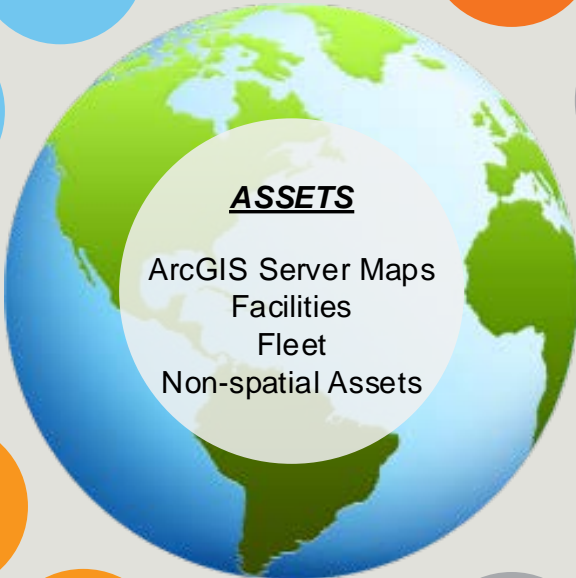 ASSETS
ArcGIS Server Maps
Facilities
Fleet
Non-spatial Assets